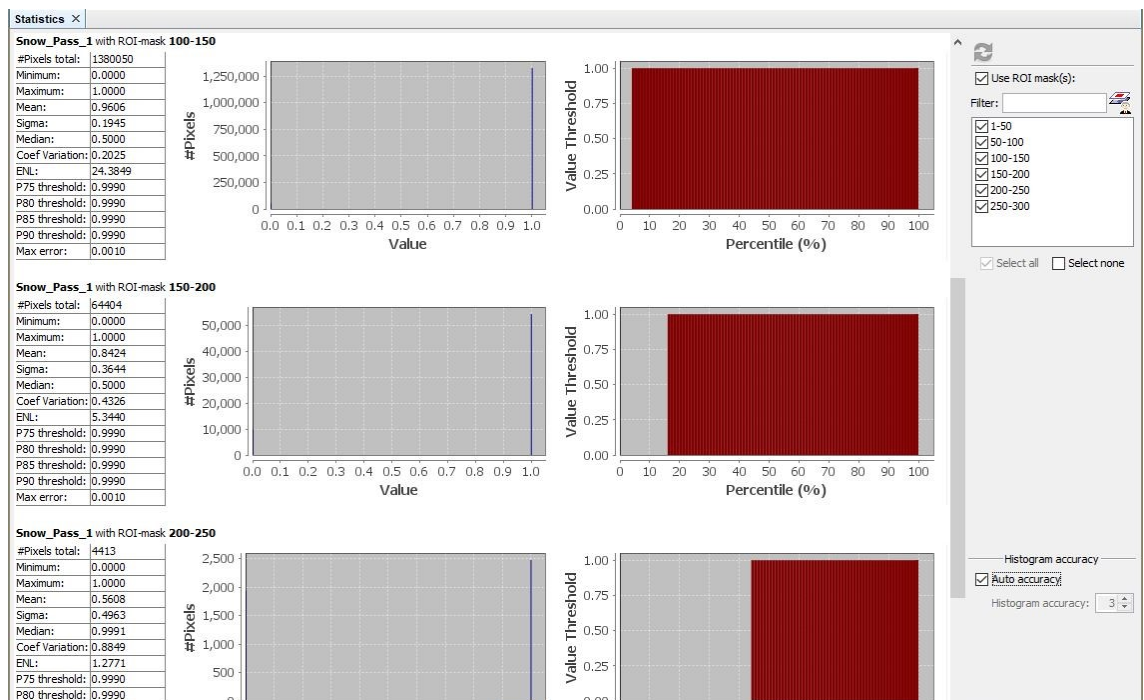 Statistics ×
Snow_Pass_1 with ROI-mask 100-150
#Pixels total: 1380050
Minimum: 0.0000
Maximum: 1.0000
Mean: 0.9606
Sigma: 0.1945
Median: 0.5000
Coef Variation: 0.2025
ENL: 24.3849
P75 threshold: 0.9990
P80 threshold: 0.9990
P85 threshold: 0.9990
P90 threshold: 0.9990
Max error: 0.0010
#Pixels
1,250,000
1,000,000
750,000
500,000
250,000
0
0.0 0.1 0.2 0.3 0.4 0.5 0.6 0.7 0.8 0.9 1.0
Value
Value Threshold
1.00
0.75
0.50
0.25
0.00
0 10 20 30 40 50 60 70 80 90 100
Percentile (%)
Snow_Pass_1 with ROI-mask 150-200
#Pixels total: 64404
Minimum: 0.0000
Maximum: 1.0000
Mean: 0.8424
Sigma: 0.3644
Median: 0.5000
Coef Variation: 0.4326
ENL: 5.3440
P75 threshold: 0.9990
P80 threshold: 0.9990
P85 threshold: 0.9990
P90 threshold: 0.9990
Max error: 0.0010
#Pixels
50,000
40,000
30,000
20,000
10,000
0
0.0 0.1 0.2 0.3 0.4 0.5 0.6 0.7 0.8 0.9 1.0
Value
Value Threshold
1.00
0.75
0.50
0.25
0.00
0 10 20 30 40 50 60 70 80 90 100
Percentile (%)
Snow_Pass_1 with ROI-mask 200-250
#Pixels total: 4413
Minimum: 0.0000
Maximum: 1.0000
Mean: 0.5608
Sigma: 0.4963
Median: 0.9991
Coef Variation: 0.8849
ENL: 1.2771
P75 threshold: 0.9990
P80 threshold: 0.9990
#Pixels
2,500
2,000
1,500
1,000
500
Value Threshold
1.00
0.75
0.50
0.25
Use ROI mask(s):
Filter:
1-50
50-100
100-150
150-200
200-250
250-300
Select all Select none
Histogram accuracy
Auto accuracy
Histogram accuracy: 3